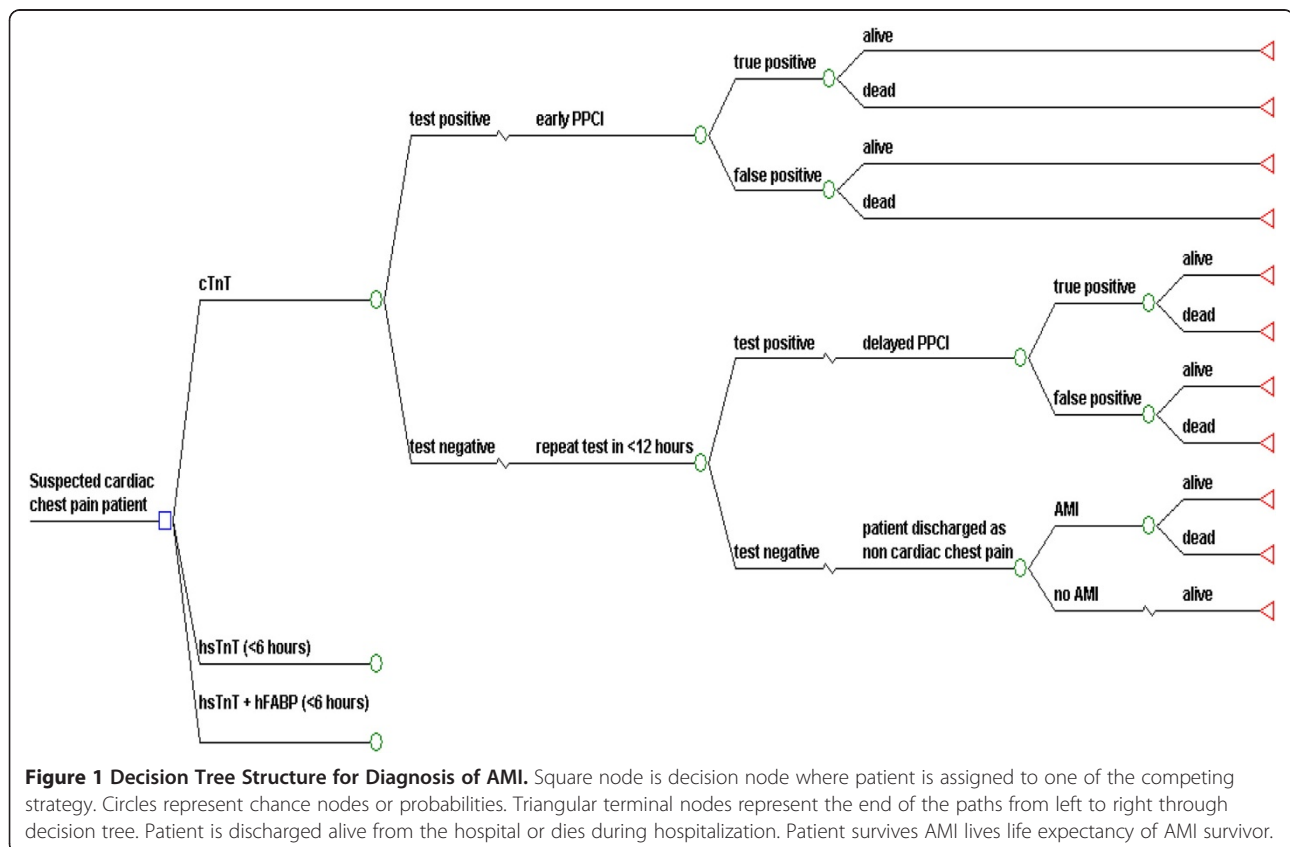 alive
true positive
dead
test positive early PPCI
alive
false positive
dead
cTnT
alive
true positive
dead
test positive delayed PPCI
alive
false positive
dead
test negative repeat test in <12 hours
Suspected cardiac
chest pain patient
alive
AMI
dead
patient discharged as
test negative non cardiac chest pain
no AMI alive
hsTnT (<6 hours)
hsTnT + hFABP (<6 hours)
Figure 1 Decision Tree Structure for Diagnosis of AMI. Square node is decision node where patient is assigned to one of the competing
strategy. Circles represent chance nodes or probabilities. Triangular terminal nodes represent the end of the paths from left to right through
decision tree. Patient is discharged alive from the hospital or dies during hospitalization. Patient survives AMI lives life expectancy of AMI survivor.